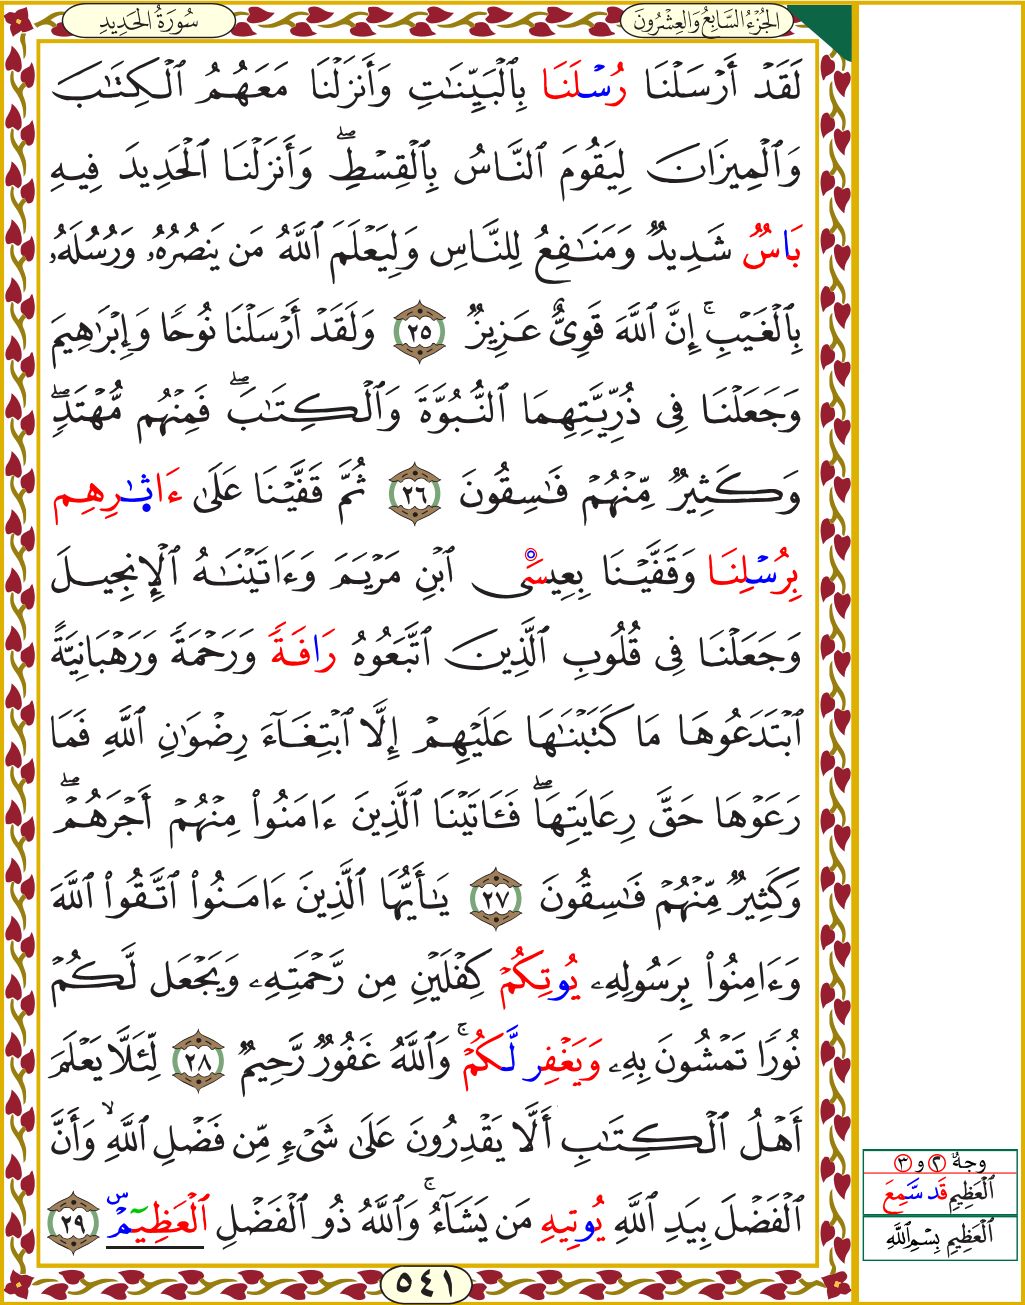 الجُزْءُ السَّابِعُ وَالعِشْرُونَ
سُورَةُ الحَدِيدِ
لَقَدْ أَرْسَلْنَا رُسْلَنَا بِٱلْبَيِّنَٰتِ وَأَنزَلْنَا مَعَهُمُ ٱلْكِتَٰبَ
وَٱلْمِيزَانَ لِيَقُومَ ٱلنَّاسُ بِٱلْقِسْطِۖ وَأَنزَلْنَا ٱلْحَدِيدَ فِيهِ
بَاسٌ شَدِيدٌ وَمَنَٰفِعُ لِلنَّاسِ وَلِيَعْلَمَ ٱللَّهُ مَن يَنصُرُهُۥ وَرُسُلَهُۥ
بِٱلْغَيْبِۚ إِنَّ ٱللَّهَ قَوِىٌّ عَزِيزٌ ٢٥ وَلَقَدْ أَرْسَلْنَا نُوحًا وَإِبْرَٰهِيمَ
وَجَعَلْنَا فِى ذُرِّيَّتِهِمَا ٱلنُّبُوَّةَ وَٱلْكِتَٰبَۖ فَمِنْهُم مُّهْتَدٍۖ
وَكَثِيرٌ مِّنْهُمْ فَٰسِقُونَ ٢٦ ثُمَّ قَفَّيْنَا عَلَىٰ ءَاثَٰرِهِم
بِرُسْلِنَا وَقَفَّيْنَا بِعِيسَى ٱبْنِ مَرْيَمَ وَءَاتَيْنَٰهُ ٱلْإِنجِيلَ
وَجَعَلْنَا فِى قُلُوبِ ٱلَّذِينَ ٱتَّبَعُوهُ رَافَةً وَرَحْمَةً وَرَهْبَانِيَّةً
ٱبْتَدَعُوهَا مَا كَتَبْنَٰهَا عَلَيْهِمْ إِلَّا ٱبْتِغَآءَ رِضْوَٰنِ ٱللَّهِ فَمَا
رَعَوْهَا حَقَّ رِعَايَتِهَاۖ فَـَٔاتَيْنَا ٱلَّذِينَ ءَامَنُوا۟ مِنْهُمْ أَجْرَهُمْۖ
وَكَثِيرٌ مِّنْهُمْ فَٰسِقُونَ ٢٧ يَٰٓأَيُّهَا ٱلَّذِينَ ءَامَنُوا۟ ٱتَّقُوا۟ ٱللَّهَ
وَءَامِنُوا۟ بِرَسُولِهِۦ يُوتِكُمْ كِفْلَيْنِ مِن رَّحْمَتِهِۦ وَيَجْعَل لَّكُمْ
نُورًا تَمْشُونَ بِهِۦ وَيَغْفِر لَّكُمْۚ وَٱللَّهُ غَفُورٌ رَّحِيمٌ ٢٨ لِّئَلَّا يَعْلَمَ
أَهْلُ ٱلْكِتَٰبِ أَلَّا يَقْدِرُونَ عَلَىٰ شَىْءٍ مِّن فَضْلِ ٱللَّهِۙ وَأَنَّ
ٱلْفَضْلَ بِيَدِ ٱللَّهِ يُوتِيهِ مَن يَشَآءُۚ وَٱللَّهُ ذُو ٱلْفَضْلِ ٱلْعَظِيمْ س ٢٩
وجهٌ ٢ و ٣
ٱلْعَظِيمِ قَد سَّمِعَ
ٱلْعَظِيمِ بِسْمِ ٱللَّهِ
٥٤١